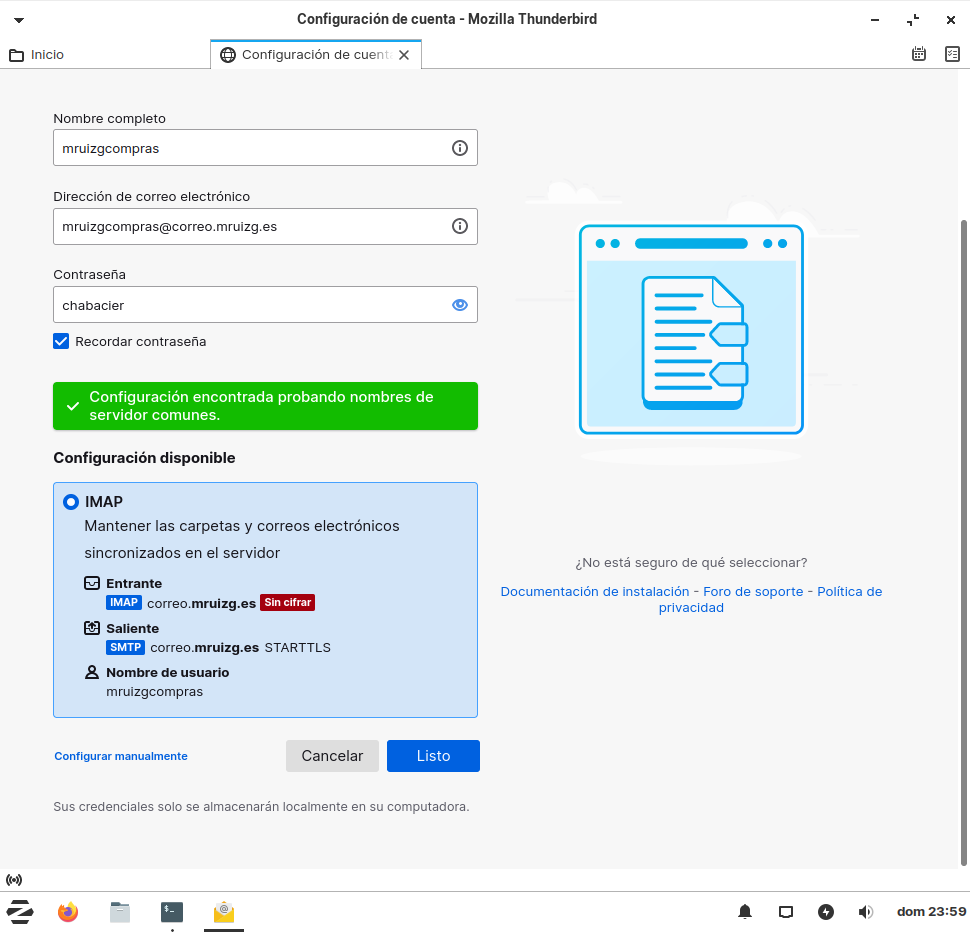 Configuración de cuenta - Mozilla Thunderbird
Inicio
Configuración de cuent
Nombre completo
mruizgcompras
Dirección de correo electrónico
mruizgcompras@correo.mruizg.es
Contraseña
chabacier
Recordar contraseña
Configuración encontrada probando nombres de
servidor comunes.
Configuración disponible
IMAP
Mantener las carpetas y correos electrónicos
sincronizados en el servidor
Entrante
IMAP correo.mruizg.es Sin cifrar
Saliente
SMTP correo.mruizg.es STARTTLS
Nombre de usuario
mruizgcompras
Configurar manualmente
Cancelar
Listo
Sus credenciales solo se almacenarán localmente en su computadora.
¿No está seguro de qué seleccionar?
Documentación de instalación - Foro de soporte - Política de
privacidad
dom 23:59